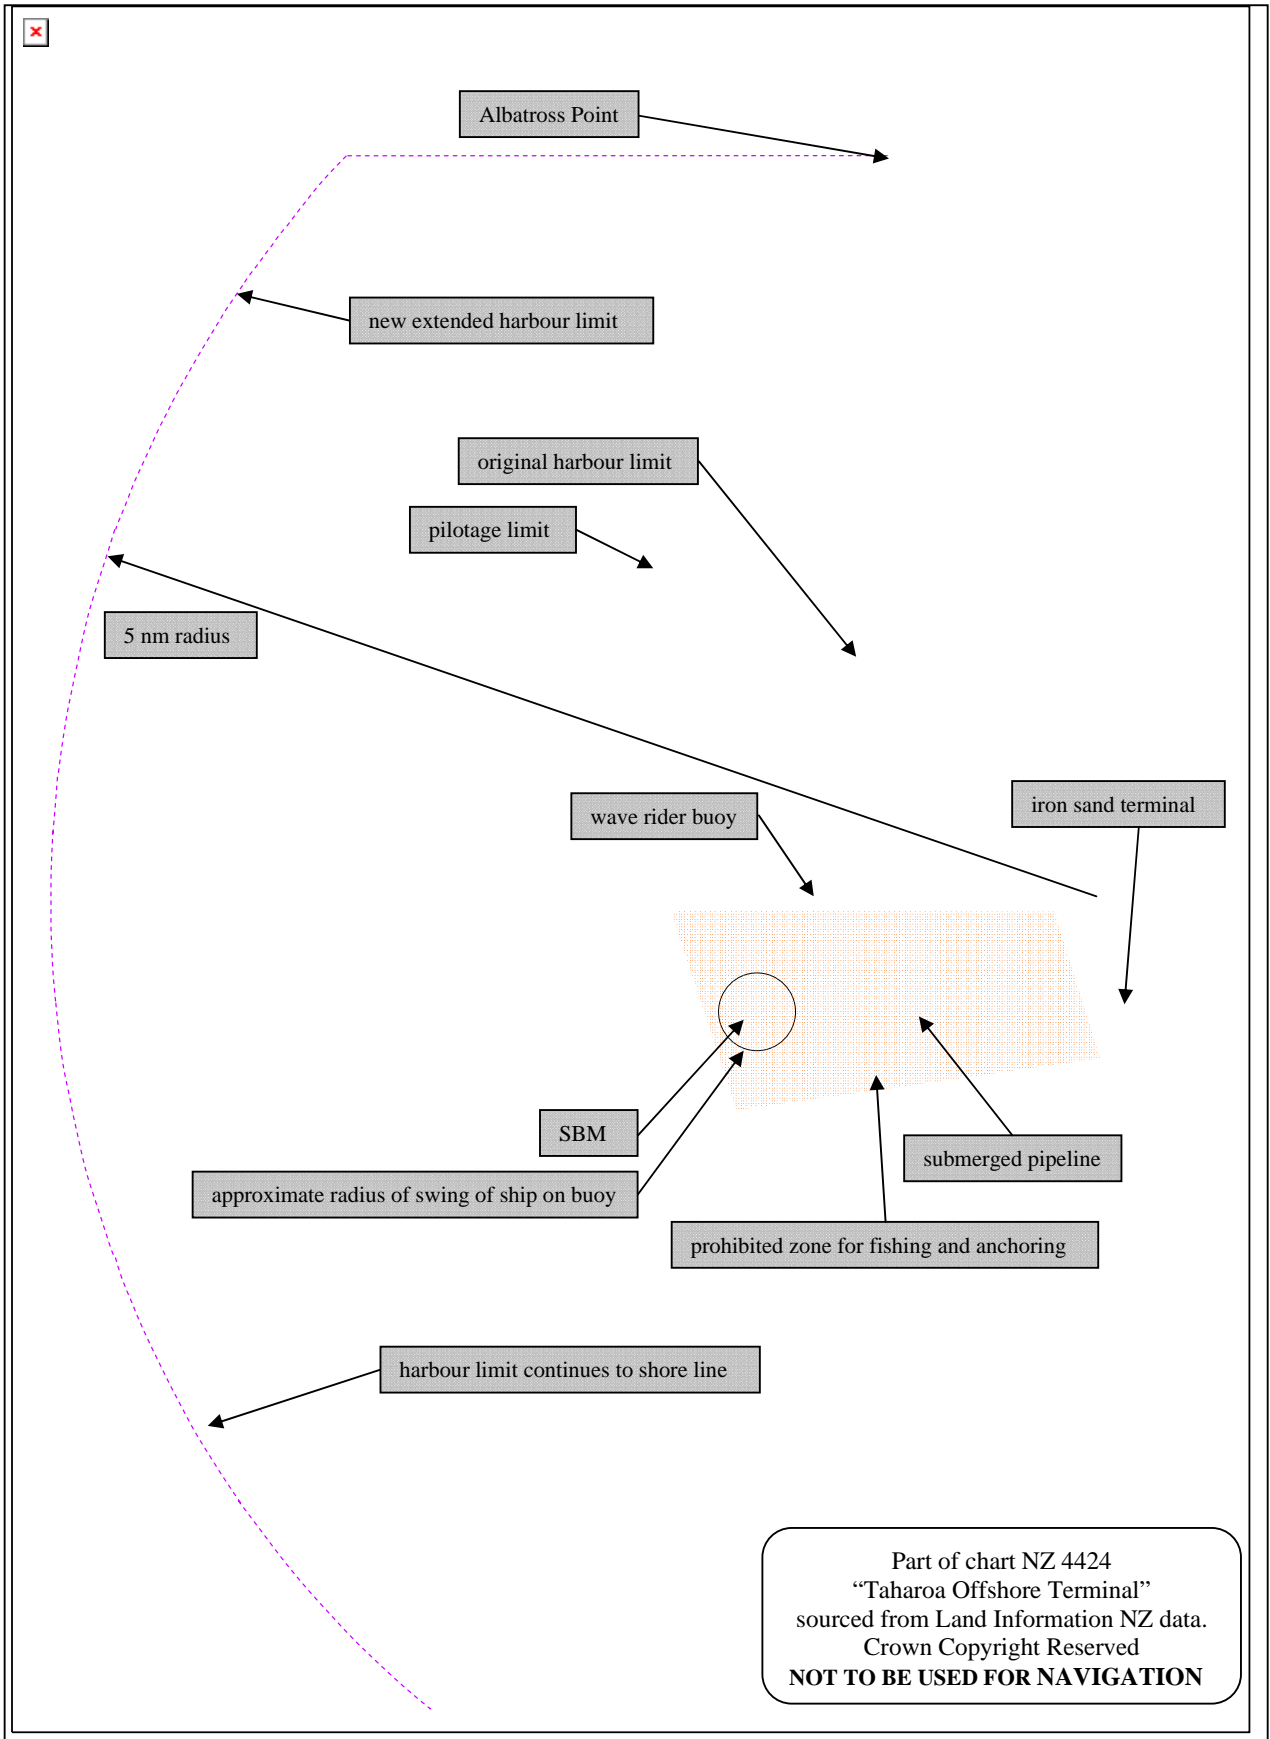 Albatross Point
new extended harbour limit
original harbour limit
pilotage limit
5 nm radius
iron sand terminal
wave rider buoy
SBM
submerged pipeline
approximate radius of swing of ship on buoy
prohibited zone for fishing and anchoring
harbour limit continues to shore line
Part of chart NZ 4424
“Taharoa Offshore Terminal”
sourced from Land Information NZ data.
Crown Copyright Reserved
NOT TO BE USED FOR NAVIGATION